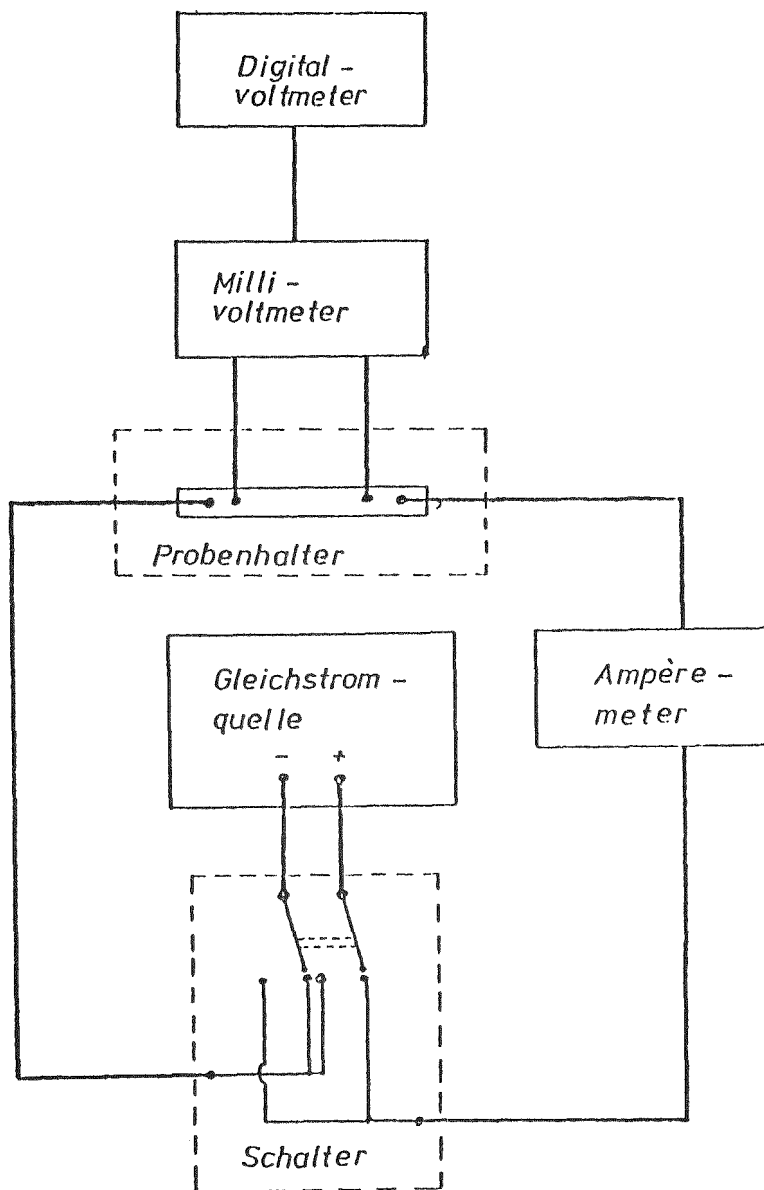 Digital -
voltmeter
Milli -
voltmeter
Probenhalter
Gleichstrom -
quelle
- +
Ampère -
meter
Schalter